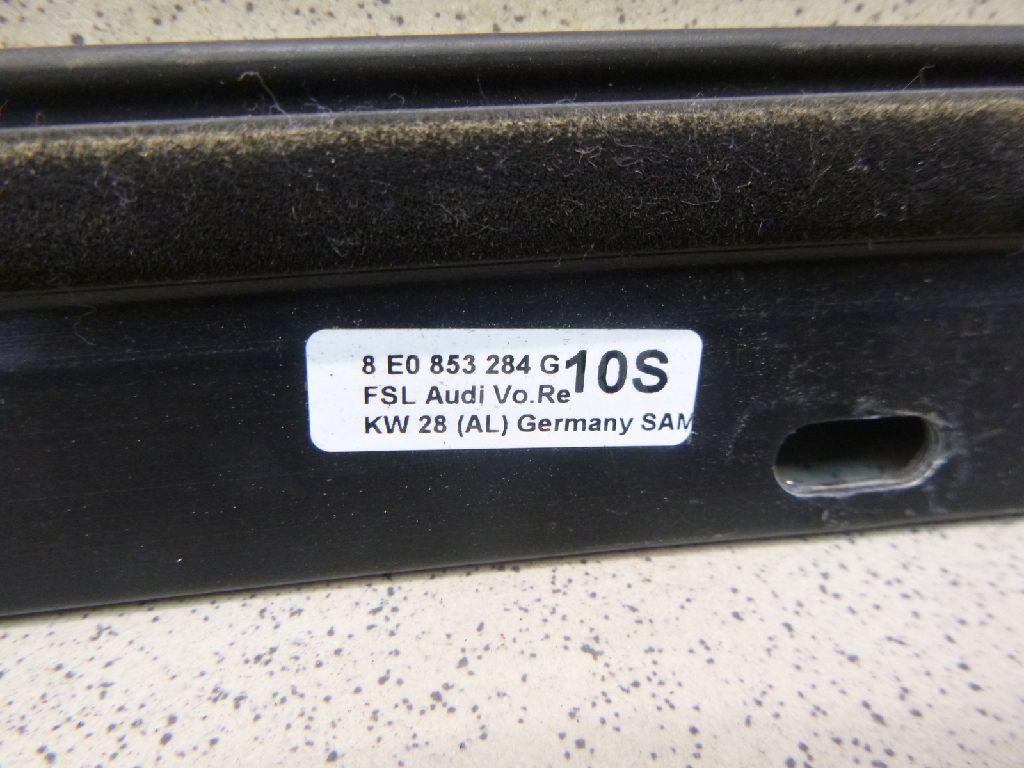 8 E0 853 284 G 10S
FSL Audi Vo.Re
KW 28 (AL) Germany SAM